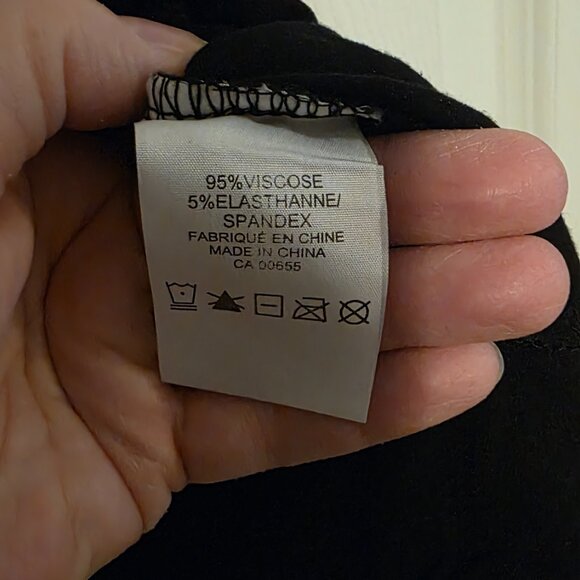 95%VISCOSE
5%ELASTHANNE/
SPANDEX
FABRIQUÉ EN CHINE
MADE IN CHINA
CA 00655